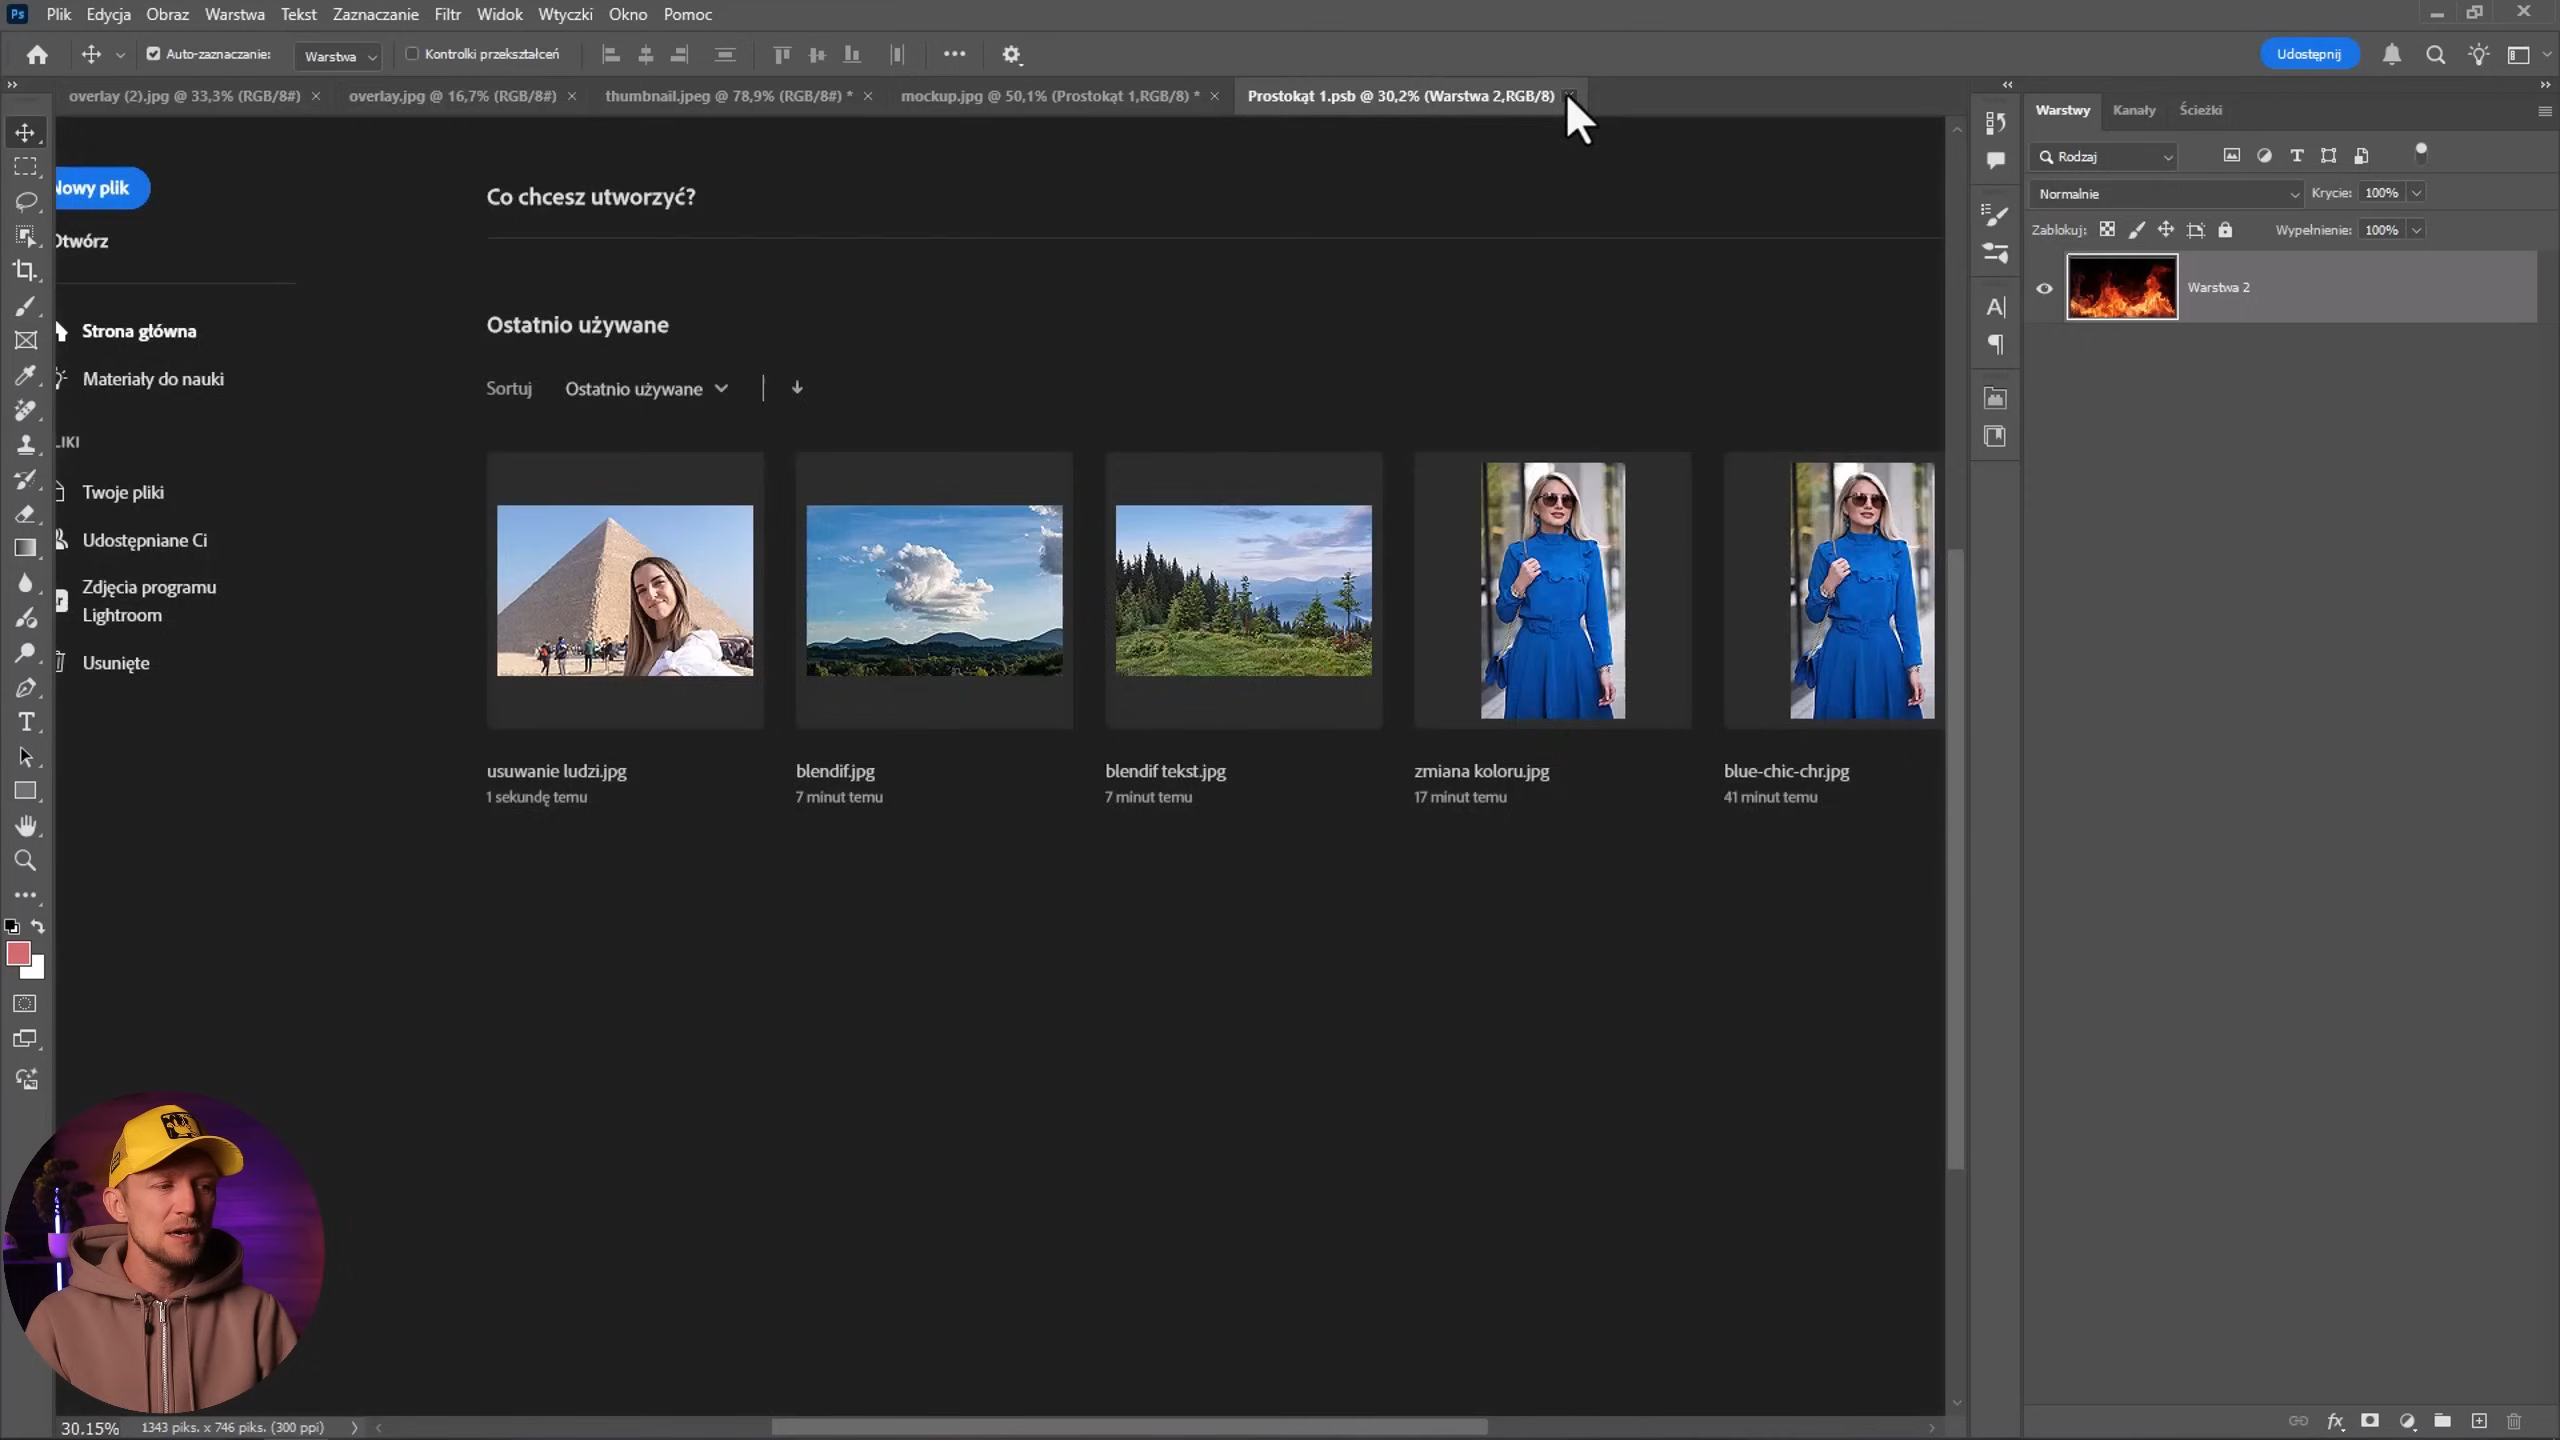 Ps Plik Edycja Obraz Warstwa Tekst Zaznaczanie Filtr Widok Wtyczki Okno Pomoc
Auto-zaznaczanie: Warstwa Kontrolki przekształceń Udostępnij
overlay (2).jpg @ 33,3% (RGB/8#) overlay.jpg @ 16,7% (RGB/8#) thumbnail.jpeg @ 78,9% (RGB/8#) * mockup.jpg @ 50,1% (Prostokąt 1,RGB/8) * Prostokąt 1.psb @ 30,2% (Warstwa 2,RGB/8)
Warstwy Kanały Ścieżki
Rodzaj
Normalnie Krycie: 100%
Zablokuj: Wypełnienie: 100%
Warstwa 2
Nowy plik
Otwórz
Strona główna
Materiały do nauki
LIKI
Twoje pliki
Udostępniane Ci
Zdjęcia programu
Lightroom
Usunięte
Co chcesz utworzyć?
Ostatnio używane
Sortuj Ostatnio używane
usuwanie ludzi.jpg
1 sekundę temu
blendif.jpg
7 minut temu
blendif tekst.jpg
7 minut temu
zmiana koloru.jpg
17 minut temu
blue-chic-chr.jpg
41 minut temu
30.15% 1343 piks. x 746 piks. (300 ppi)